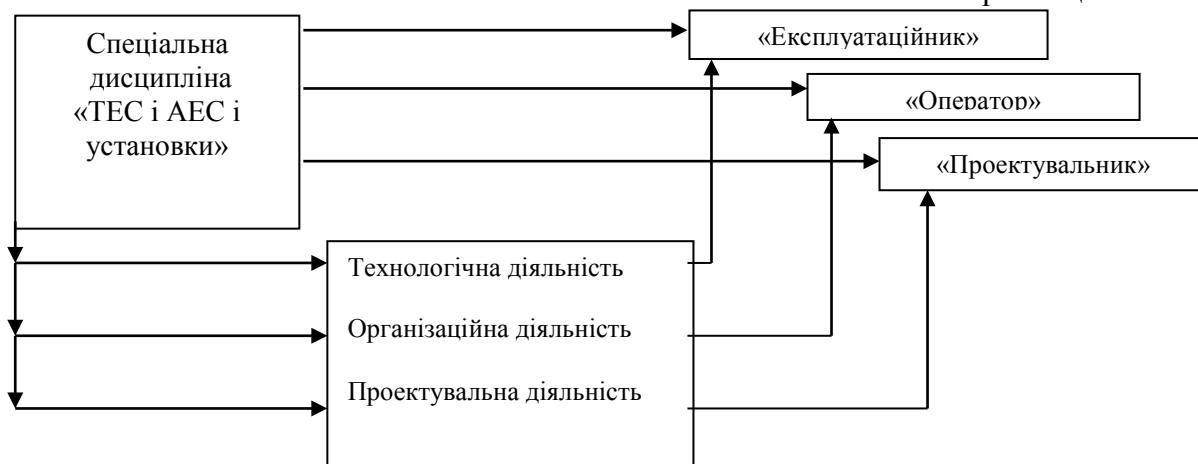 Спеціальна
дисципліна
«ТЕС і АЕС і
установки»
«Експлуатаційник»
«Оператор»
«Проектувальник»
Технологічна діяльність
Організаційна діяльність
Проектувальна діяльність